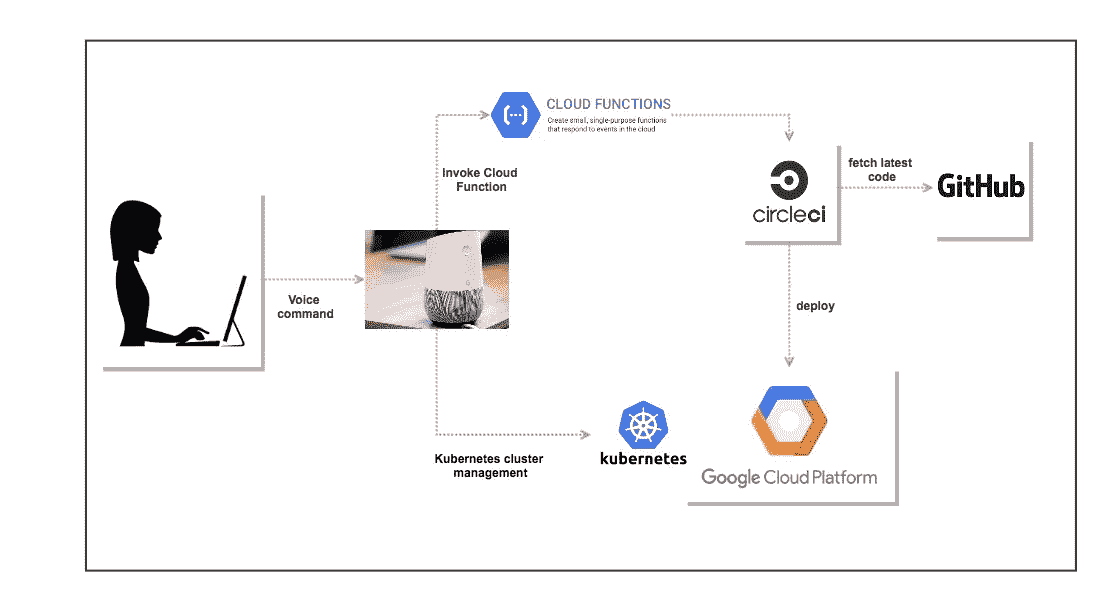 CLOUD FUNCTIONS
Create small, single-purpose functions
that respond to events in the cloud
Invoke Cloud
Function
fetch latest
code
GitHub
circleci
Voice
command
deploy
Kubernetes cluster
management
kubernetes
Google Cloud Platform